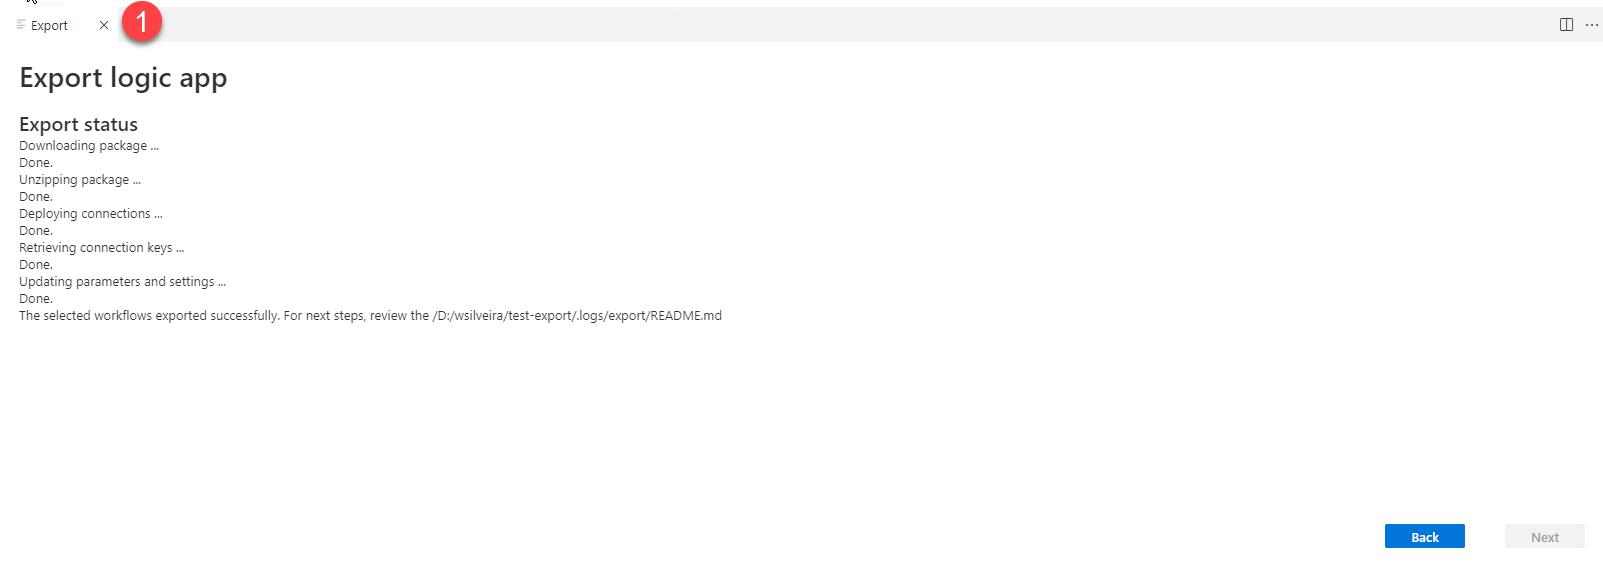 Export
1
Export logic app
Export status
Downloading package ...
Done.
Unzipping package ...
Done.
Deploying connections ...
Done.
Retrieving connection keys ...
Done.
Updating parameters and settings ...
Done.
The selected workflows exported successfully. For next steps, review the /D:/wsilveira/test-export/.logs/export/README.md
Back
Next